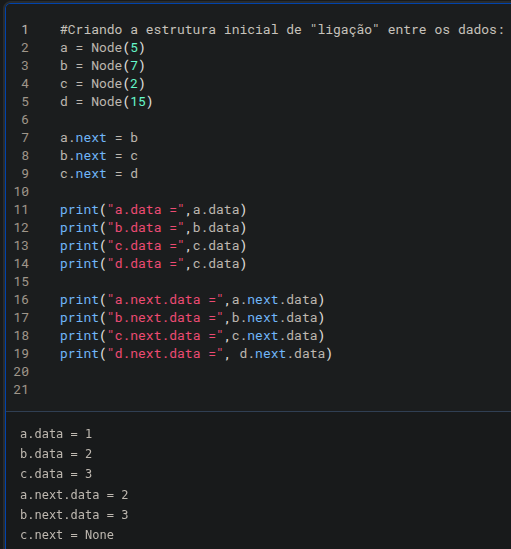 1 #Criando a estrutura inicial de "ligação" entre os dados:
2 a = Node(5)
3 b = Node(7)
4 c = Node(2)
5 d = Node(15)
6
7 a.next = b
8 b.next = c
9 c.next = d
10
11 print("a.data =",a.data)
12 print("b.data =",b.data)
13 print("c.data =",c.data)
14 print("d.data =",c.data)
15
16 print("a.next.data =",a.next.data)
17 print("b.next.data =",b.next.data)
18 print("c.next.data =",c.next.data)
19 print("d.next.data =", d.next.data)
20
21
a.data = 1
b.data = 2
c.data = 3
a.next.data = 2
b.next.data = 3
c.next = None